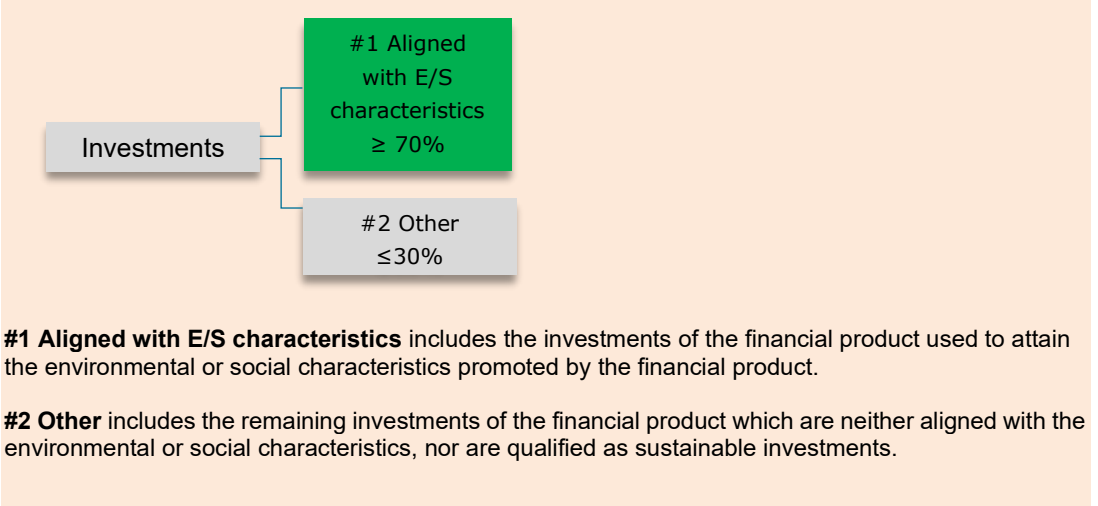 #1 Aligned
with E/S
characteristics
≥ 70%
Investments
#2 Other
≤30%
#1 Aligned with E/S characteristics includes the investments of the financial product used to attain
the environmental or social characteristics promoted by the financial product.
#2 Other includes the remaining investments of the financial product which are neither aligned with the
environmental or social characteristics, nor are qualified as sustainable investments.